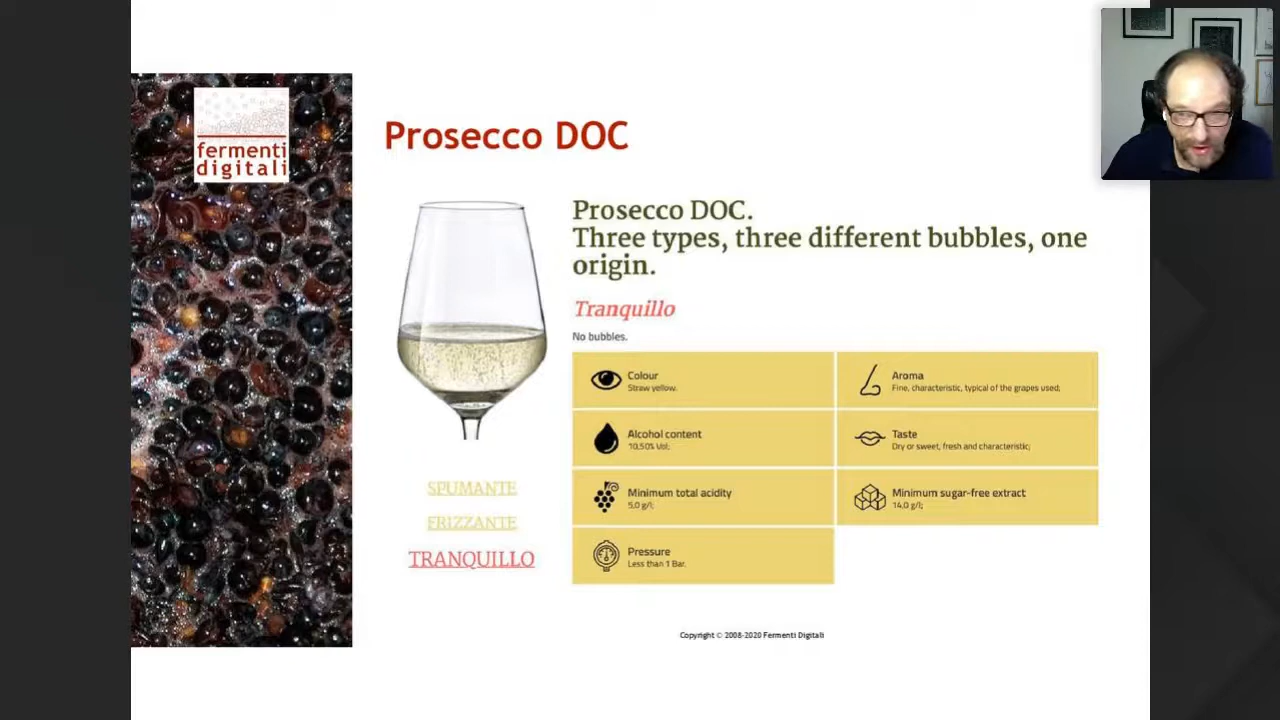 fermenti
digitali
Prosecco DOC
Prosecco DOC.
Three types, three different bubbles, one
origin.
Tranquillo
No bubbles.
Colour
Straw yellow.
Aroma
Fine, characteristic, typical of the grapes used;
Alcohol content
10,50% Vol;
Taste
Dry or sweet, fresh and characteristic;
Minimum total acidity
5,0 g/l;
Minimum sugar-free extract
14,0 g/l;
Pressure
Less than 1 Bar.
SPUMANTE
FRIZZANTE
TRANQUILLO
Copyright © 2008-2020 Fermenti Digitali